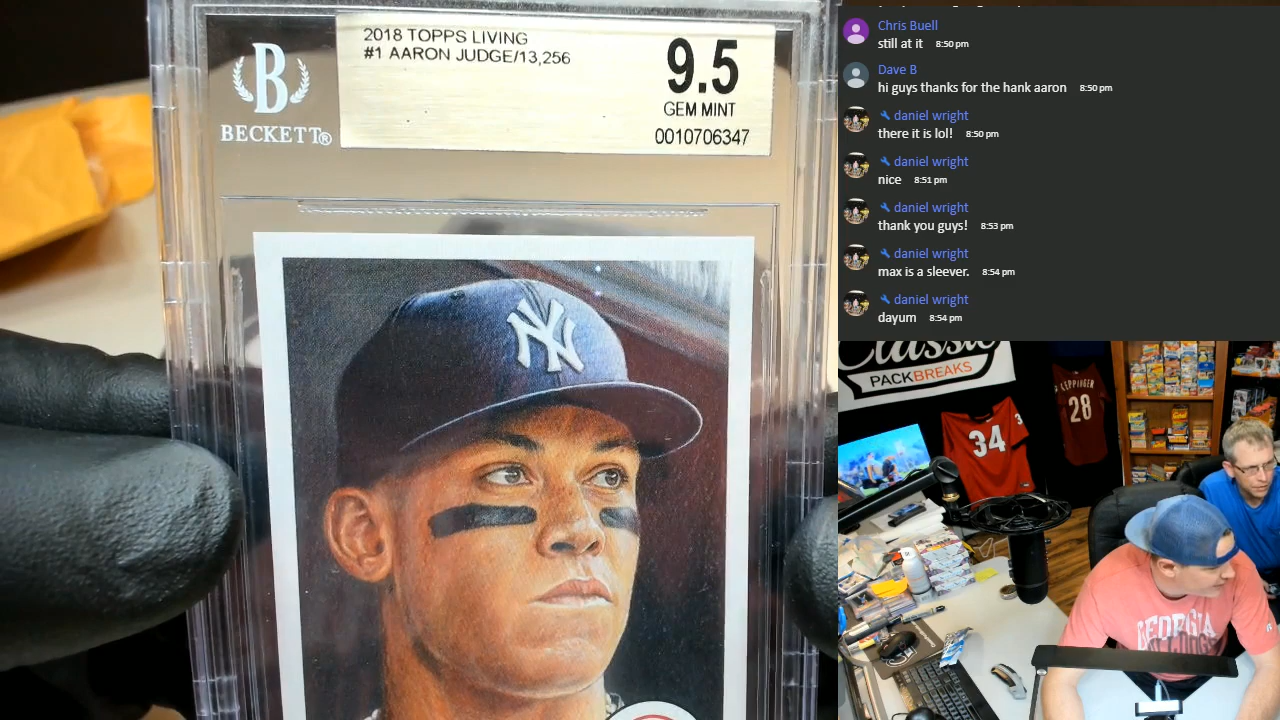 2018 TOPPS LIVING
#1 AARON JUDGE/13,256
9.5
GEM MINT
0010706347
B
BECKETT®
NY
Chris Buell
still at it 8:50 pm
Dave B
hi guys thanks for the hank aaron 8:50 pm
daniel wright
there it is lol! 8:50 pm
daniel wright
nice 8:51 pm
daniel wright
thank you guys! 8:53 pm
daniel wright
max is a sleever. 8:54 pm
daniel wright
dayum 8:54 pm
Classic
PACKBREAKS
34
LEPPINGER
28
GEORGIA